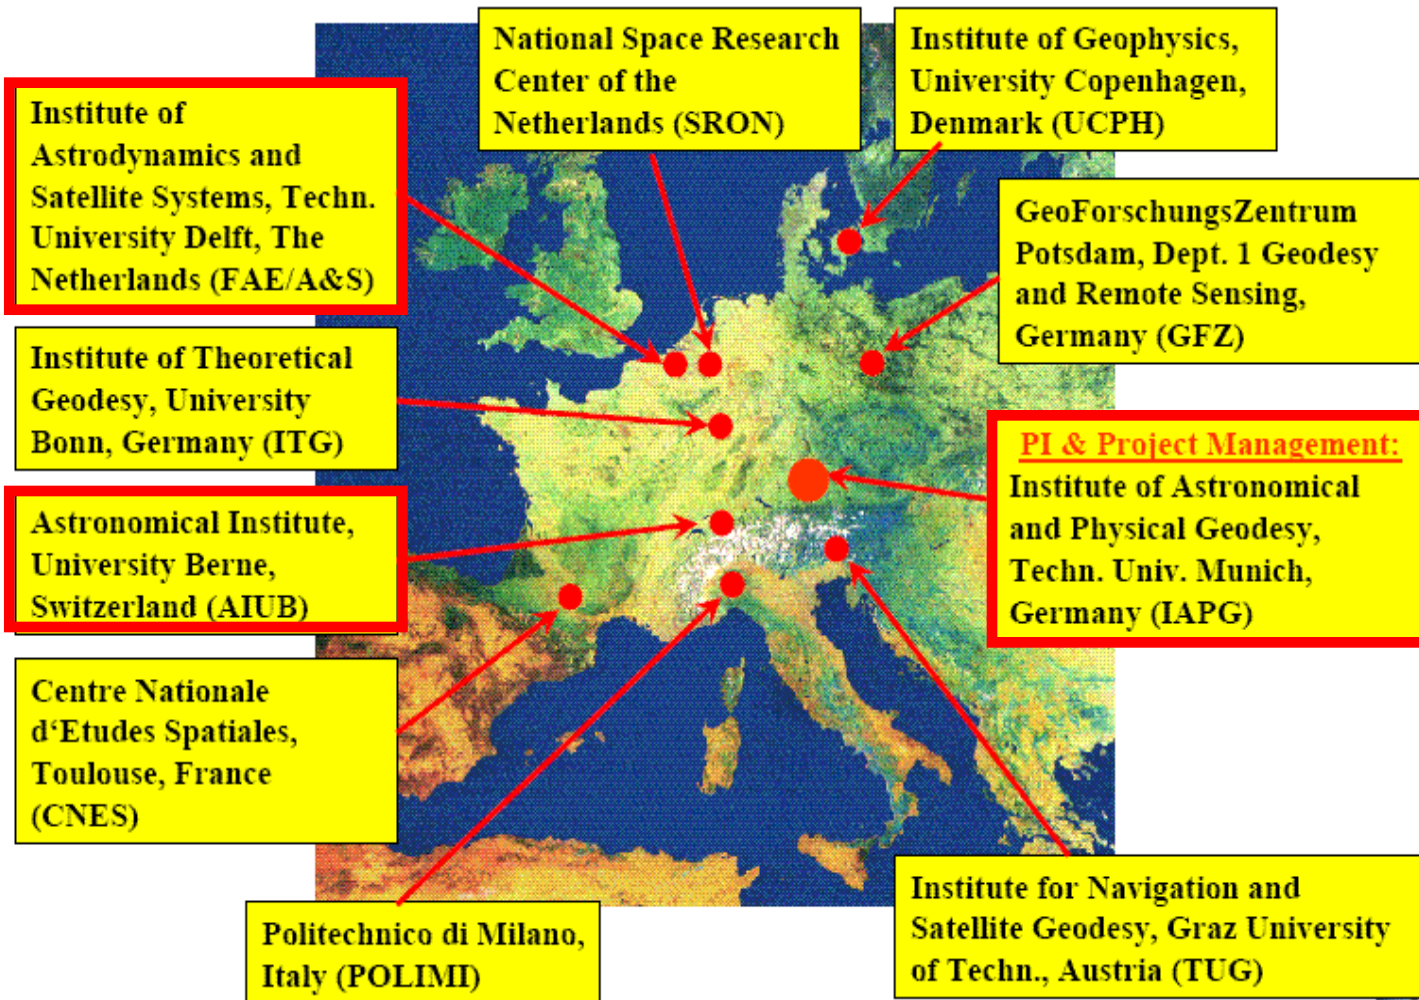 National Space Research
Center of the
Netherlands (SRON)
Institute of Geophysics,
University Copenhagen,
Denmark (UCPH)
Institute of
Astrodynamics and
Satellite Systems, Techn.
University Delft, The
Netherlands (FAE/A&S)
GeoForschungsZentrum
Potsdam, Dept. 1 Geodesy
and Remote Sensing,
Germany (GFZ)
Institute of Theoretical
Geodesy, University
Bonn, Germany (ITG)
PI & Project Management:
Institute of Astronomical
and Physical Geodesy,
Techn. Univ. Munich,
Germany (IAPG)
Astronomical Institute,
University Berne,
Switzerland (AIUB)
Centre Nationale
d‘Etudes Spatiales,
Toulouse, France
(CNES)
Institute for Navigation and
Satellite Geodesy, Graz University
of Techn., Austria (TUG)
Politechnico di Milano,
Italy (POLIMI)